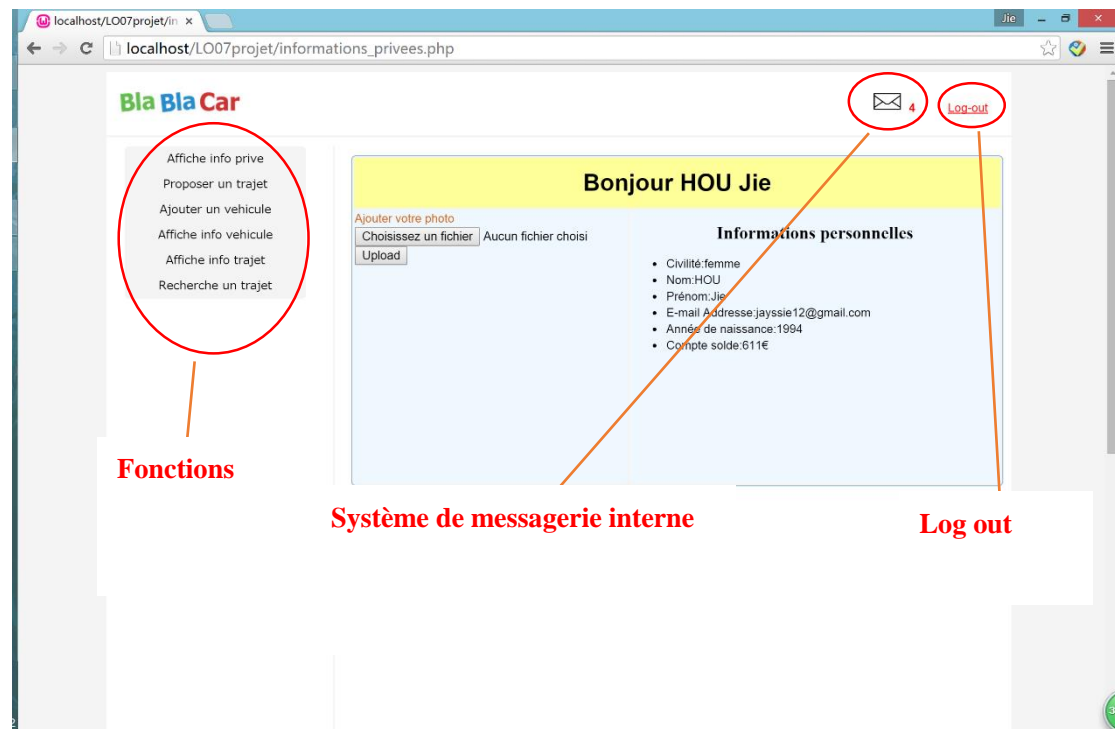 localhost/LO07projet/in
Jie
localhost/LO07projet/informations_privees.php
Bla Bla Car
4
Log-out
Affiche info prive
Proposer un trajet
Ajouter un vehicule
Affiche info vehicule
Affiche info trajet
Recherche un trajet
Bonjour HOU Jie
Ajouter votre photo
Choisissez un fichier Aucun fichier choisi
Upload
Informations personnelles
Civilité:femme
Nom:HOU
Prénom:Jie
E-mail Addresse:jayssie12@gmail.com
Année de naissance:1994
Compte solde:611€
Fonctions
Système de messagerie interne
Log out